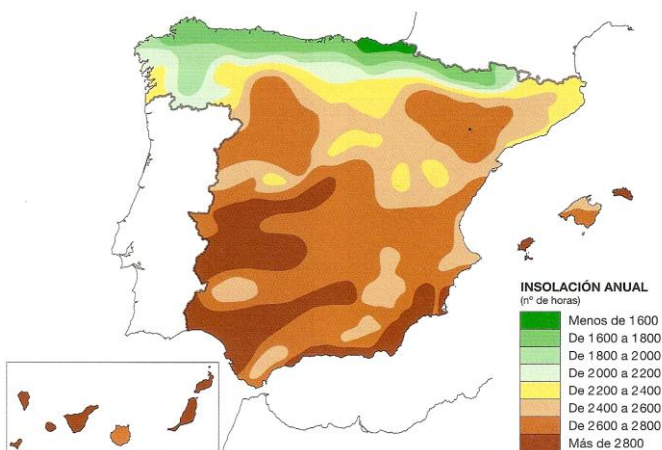 INSOLACIÓN ANUAL
(nº de horas)
Menos de 1600
De 1600 a 1800
De 1800 a 2000
De 2000 a 2200
De 2200 a 2400
De 2400 a 2600
De 2600 a 2800
Más de 2800